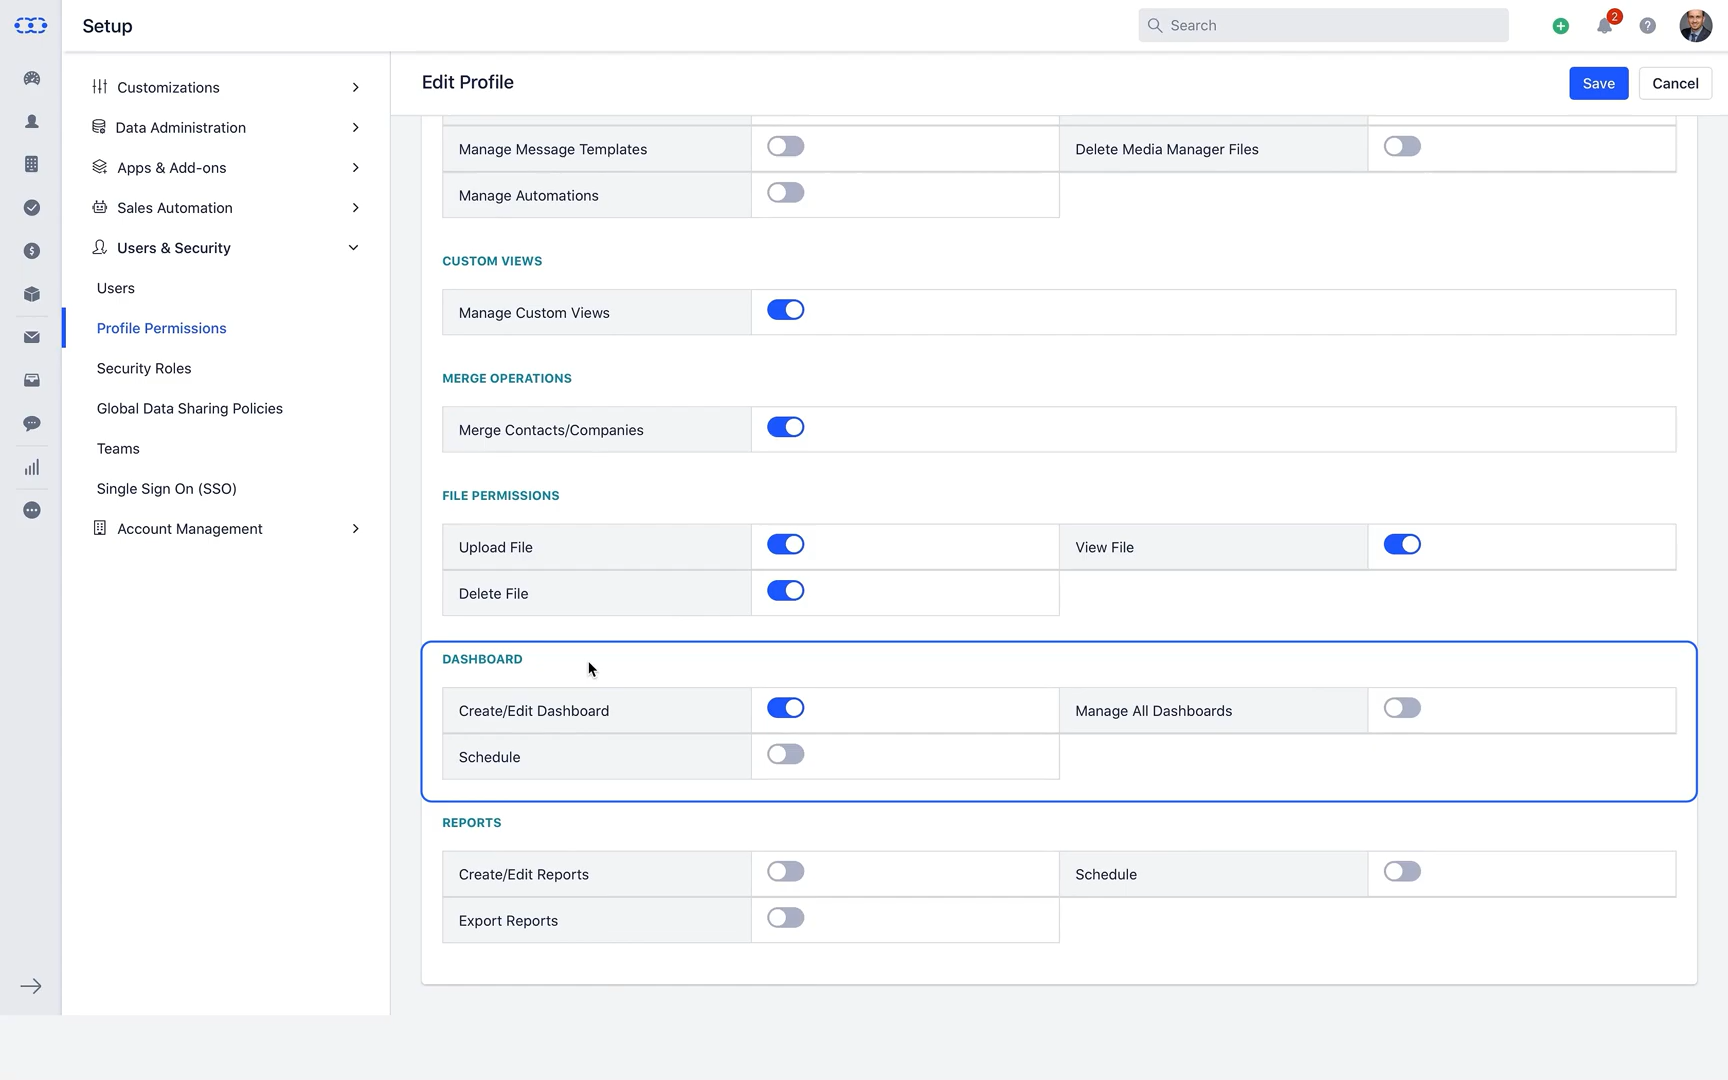 Setup
Search
2
Customizations
Data Administration
Apps & Add-ons
Sales Automation
Users & Security
Users
Profile Permissions
Security Roles
Global Data Sharing Policies
Teams
Single Sign On (SSO)
Account Management
Edit Profile
Save
Cancel
Manage Message Templates
Delete Media Manager Files
Manage Automations
CUSTOM VIEWS
Manage Custom Views
MERGE OPERATIONS
Merge Contacts/Companies
FILE PERMISSIONS
Upload File
View File
Delete File
DASHBOARD
Create/Edit Dashboard
Manage All Dashboards
Schedule
REPORTS
Create/Edit Reports
Schedule
Export Reports